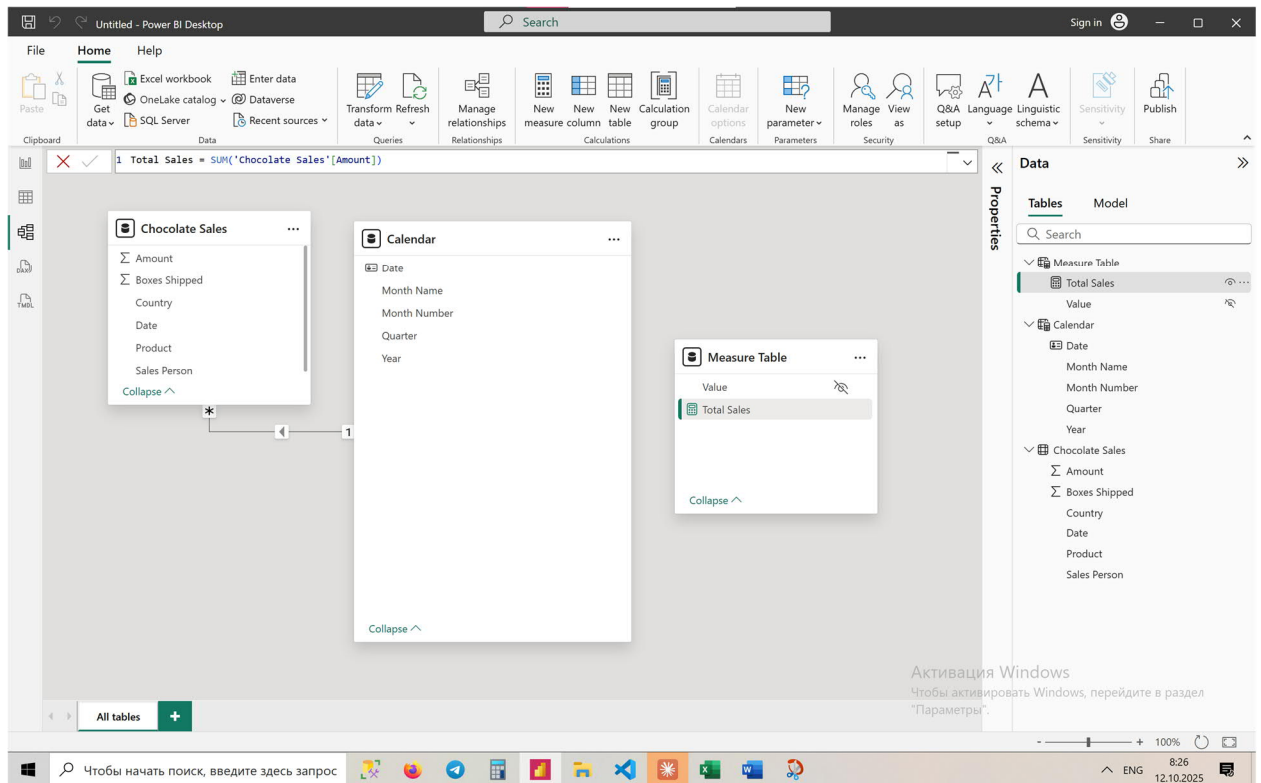 Untitled - Power BI Desktop
Search
Sign in
File
Home
Help
Paste
Clipboard
Get data
Excel workbook
OneLake catalog
SQL Server
Enter data
Dataverse
Recent sources
Data
Transform data
Refresh
Queries
Manage relationships
Relationships
New measure
New column
New table
Calculation group
Calculations
Calendar options
Calendars
New parameter
Parameters
Manage roles
View as
Security
Q&A setup
Language
Linguistic schema
Q&A
Sensitivity
Sensitivity
Publish
Share
DAX
TMDL
1 Total Sales = SUM('Chocolate Sales'[Amount])
Chocolate Sales
Σ Amount
Σ Boxes Shipped
Country
Date
Product
Sales Person
Collapse
*
1
Calendar
Date
Month Name
Month Number
Quarter
Year
Collapse
Measure Table
Value
Total Sales
Collapse
Properties
Data
Tables
Model
Search
Measure Table
Total Sales
Value
Calendar
Date
Month Name
Month Number
Quarter
Year
Chocolate Sales
Σ Amount
Σ Boxes Shipped
Country
Date
Product
Sales Person
Активация Windows
Чтобы активировать Windows, перейдите в раздел
"Параметры".
All tables
+
- + 100%
Чтобы начать поиск, введите здесь запрос
ENG
8:26
12.10.2025